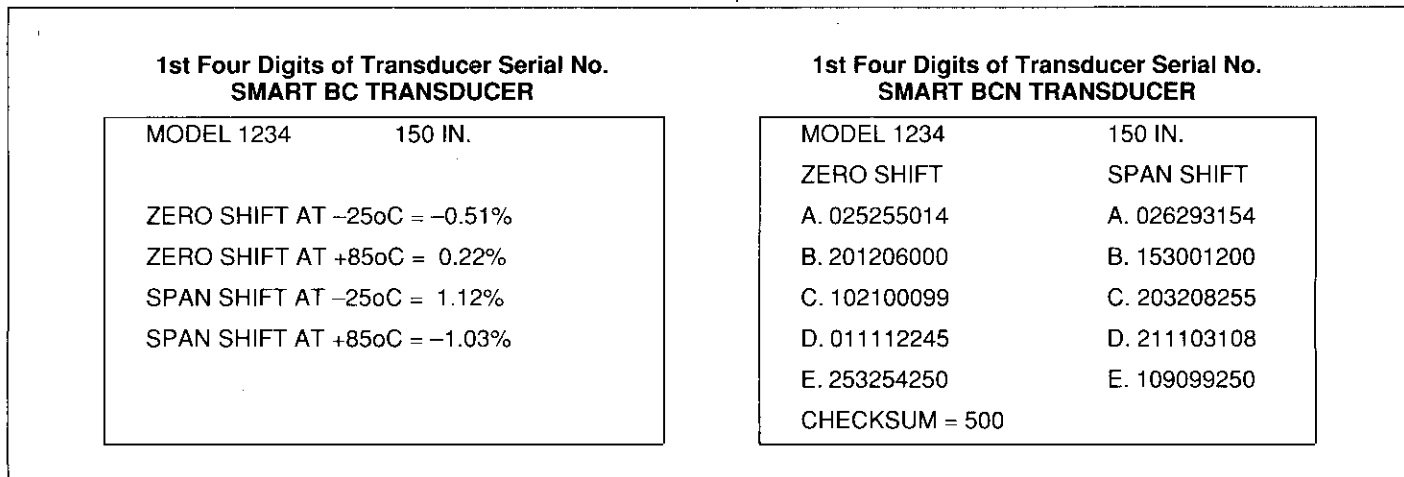 1st Four Digits of Transducer Serial No.
SMART BC TRANSDUCER
MODEL 1234 150 IN.
ZERO SHIFT AT –25oC = –0.51%
ZERO SHIFT AT +85oC = 0.22%
SPAN SHIFT AT –25oC = 1.12%
SPAN SHIFT AT +85oC = –1.03%
1st Four Digits of Transducer Serial No.
SMART BCN TRANSDUCER
MODEL 1234 150 IN.
ZERO SHIFT SPAN SHIFT
A. 025255014 A. 026293154
B. 201206000 B. 153001200
C. 102100099 C. 203208255
D. 011112245 D. 211103108
E. 253254250 E. 109099250
CHECKSUM = 500